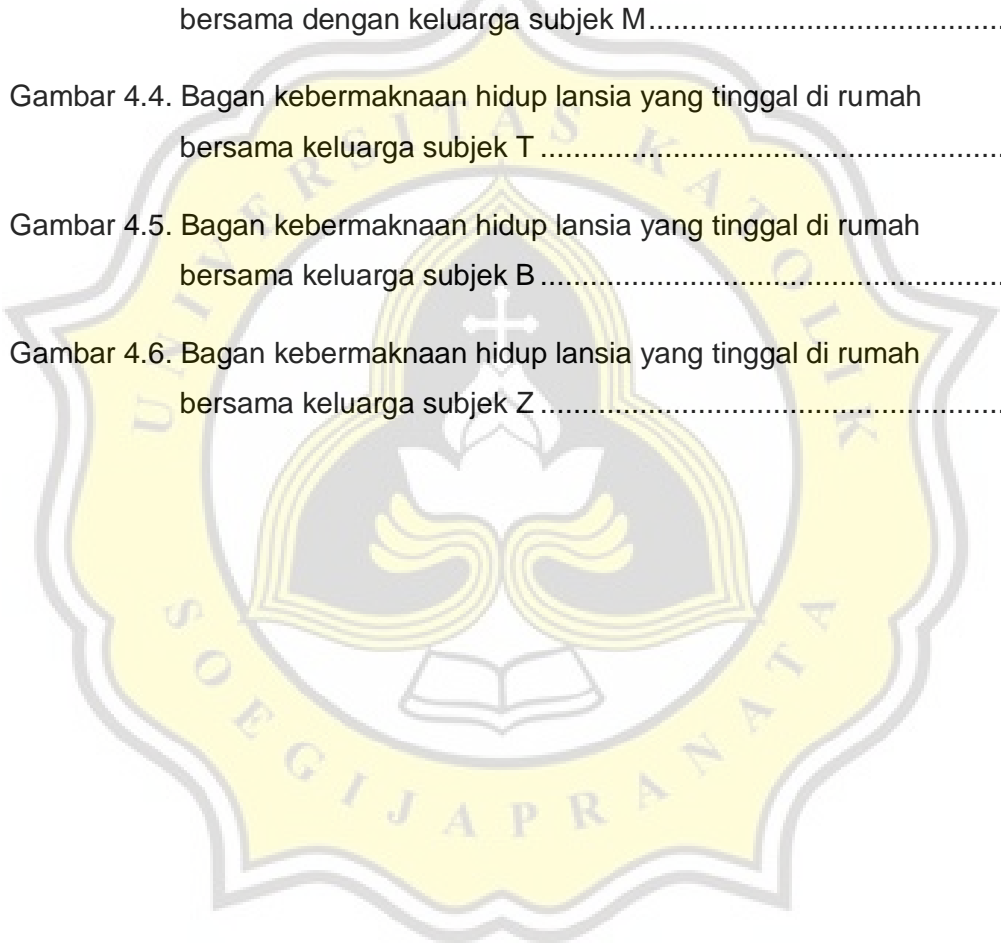 bersama dengan keluarga subjek M..........................................
Gambar 4.4. Bagan kebermaknaan hidup lansia yang tinggal di rumah
bersama keluarga subjek T ........................................................
Gambar 4.5. Bagan kebermaknaan hidup lansia yang tinggal di rumah
bersama keluarga subjek B ........................................................
Gambar 4.6. Bagan kebermaknaan hidup lansia yang tinggal di rumah
bersama keluarga subjek Z ........................................................
UNIVERSITAS KATOLIK
SOEGIJAPRANATA